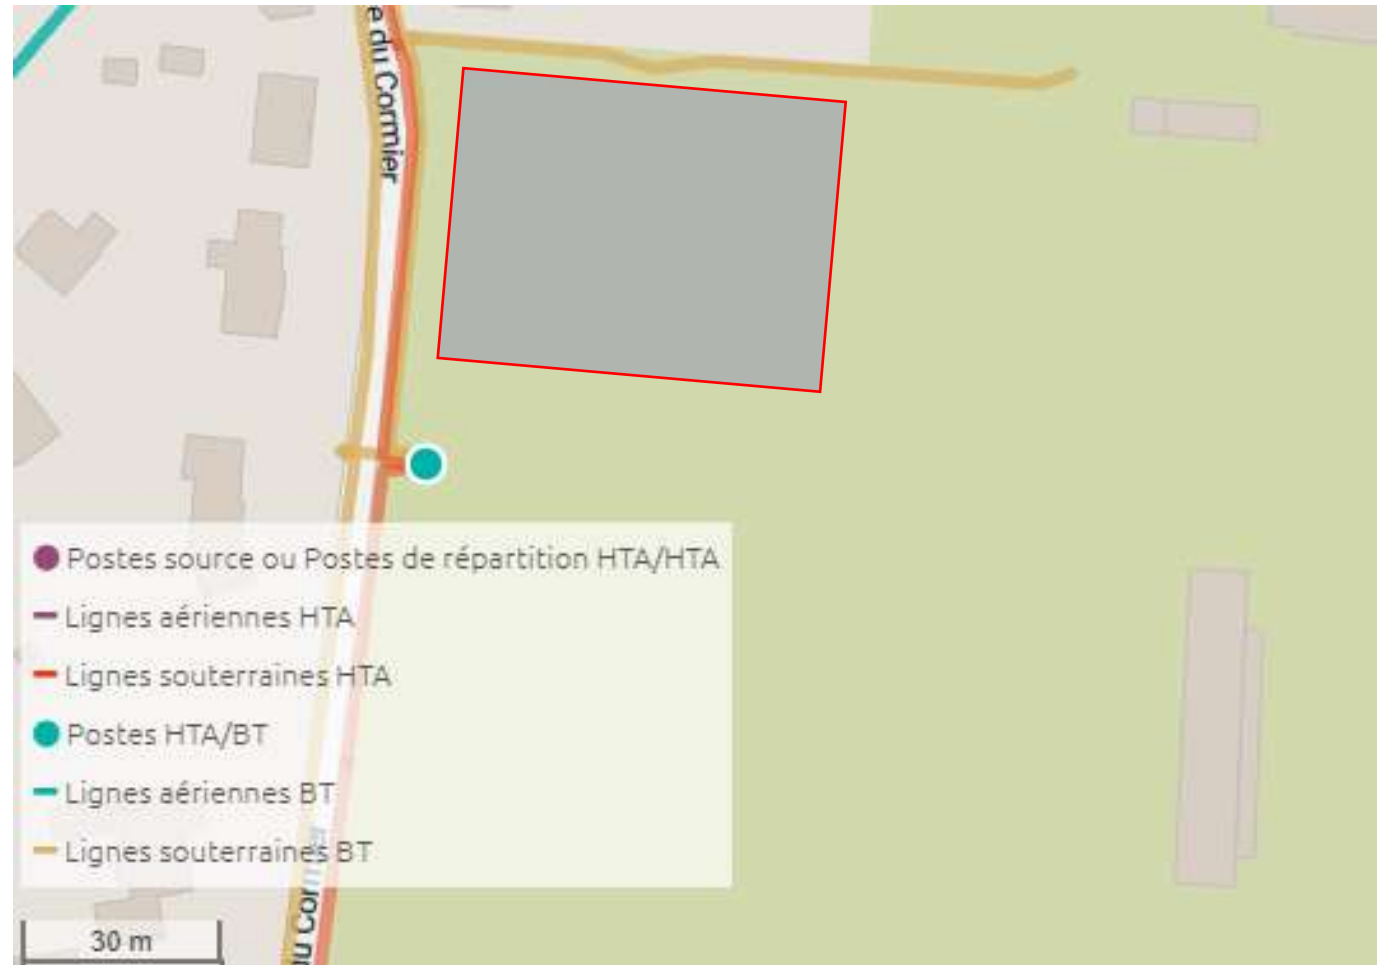 e du Cormier
Postes source ou Postes de répartition HTA/HTA
Lignes aériennes HTA
Lignes souterraines HTA
Postes HTA/BT
Lignes aériennes BT
Lignes souterraines BT
30 m